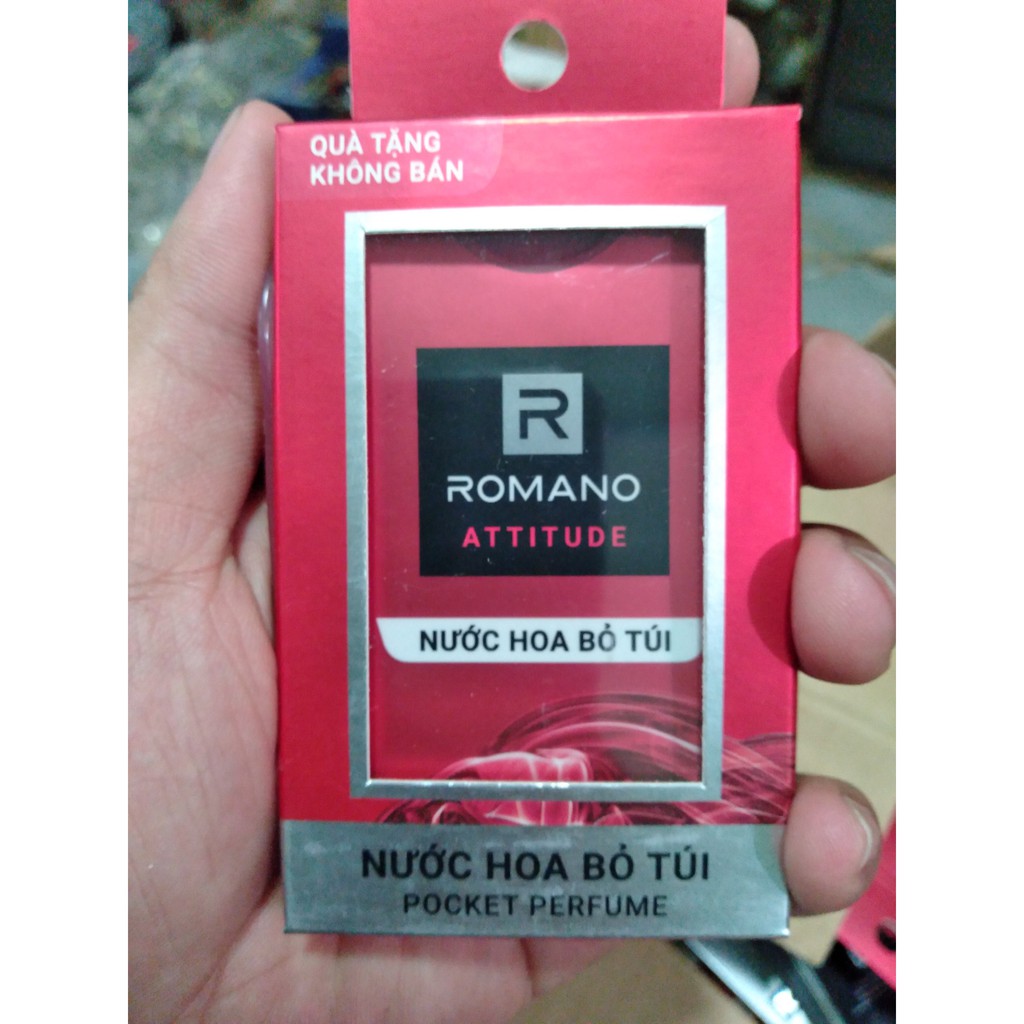 QUÀ TẶNG
KHÔNG BÁN
R
ROMANO
ATTITUDE
NƯỚC HOA BỎ TÚI
NƯỚC HOA BỎ TÚI
POCKET PERFUME